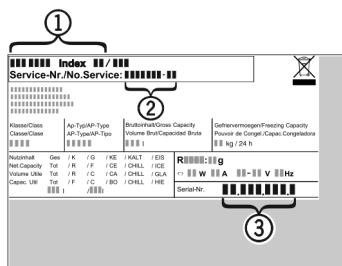 1
Index /
Service-Nr./No.Service: -
2
Klasse/Class
Classe/Clase
Ap-Typ/AP-Type
AP-Type/AP-Tipo
Bruttoinhalt/Gross Capacity
Volume Brut/Capacidad Bruta
l
Gefriervermoegen/Freezing Capacity
Pouvoir de Congel./Capac.Congeladora
kg / 24 h
Nutzinhalt Ges / K / G / KE / KALT / EIS
Net.Capacity Tot / R / F / CE / CHILL / ICE
Volume Utile Tot / R / C / CA / CHILL / GLA
Capac. Util Tot / F / C / BO / CHILL / HIE
l / l
R : g
W A - V Hz
Serial-Nr. . . .
3